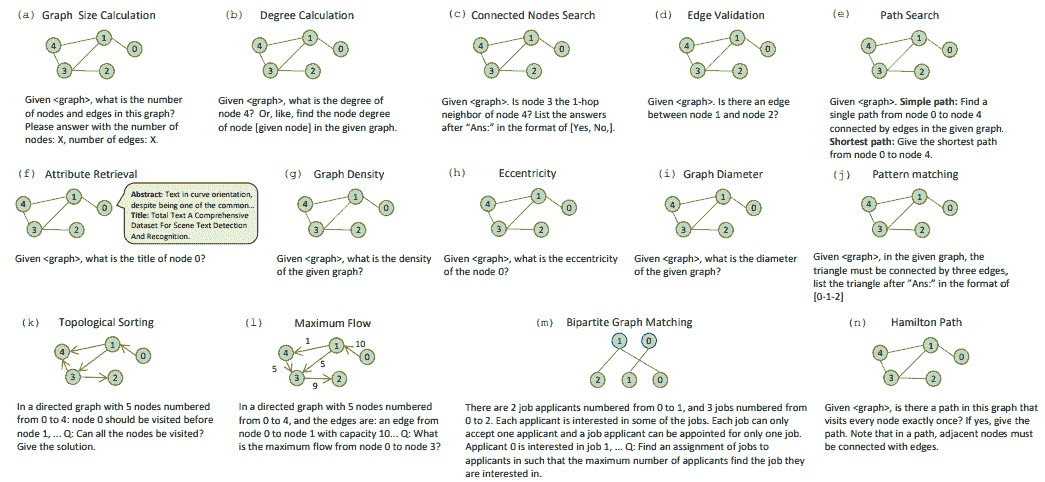 (a) Graph Size Calculation
4 1 0 3 2
Given <graph>, what is the number
of nodes and edges in this graph?
Please answer with the number of
nodes: X, number of edges: X.
(b) Degree Calculation
4 1 0 3 2
Given <graph>, what is the degree of
node 4? Or, like, find the node degree
of node [given node] in the given graph.
(c) Connected Nodes Search
4 1 0 3 2
Given <graph>. Is node 3 the 1-hop
neighbor of node 4? List the answers
after "Ans:" in the format of [Yes, No,].
(d) Edge Validation
4 1 0 3 2
Given <graph>. Is there an edge
between node 1 and node 2?
(e) Path Search
4 1 0 3 2
Given <graph>. Simple path: Find a
single path from node 0 to node 4
connected by edges in the given graph.
Shortest path: Give the shortest path
from node 0 to node 4.
(f) Attribute Retrieval
4 1 0 3 2
Abstract: Text in curve orientation,
despite being one of the common...
Title: Total Text A Comprehensive
Dataset For Scene Text Detection
And Recognition.
Given <graph>, what is the title of node 0?
(g) Graph Density
4 1 0 3 2
Given <graph>, what is the density
of the given graph?
(h) Eccentricity
4 1 0 3 2
Given <graph>, what is the eccentricity
of the node 0?
(i) Graph Diameter
4 1 0 3 2
Given <graph>, what is the diameter
of the given graph?
(j) Pattern matching
4 1 0 3 2
Given <graph>, in the given graph, the
triangle must be connected by three edges,
list the triangle after "Ans:" in the format of
[0-1-2]
(k) Topological Sorting
4 1 0 3 2
In a directed graph with 5 nodes numbered
from 0 to 4: node 0 should be visited before
node 1, ... Q: Can all the nodes be visited?
Give the solution.
(l) Maximum Flow
1 10
4 1 0
5 5
3 2
9
In a directed graph with 5 nodes numbered
from 0 to 4, and the edges are: an edge from
node 0 to node 1 with capacity 10... Q: What
is the maximum flow from node 0 to node 3?
(m) Bipartite Graph Matching
1 0
2 1 0
There are 2 job applicants numbered from 0 to 1, and 3 jobs numbered from
0 to 2. Each applicant is interested in some of the jobs. Each job can only
accept one applicant and a job applicant can be appointed for only one job.
Applicant 0 is interested in job 1, ... Q: Find an assignment of jobs to
applicants in such that the maximum number of applicants find the job they
are interested in.
(n) Hamilton Path
4 1 0 3 2
Given <graph>, is there a path in this graph that
visits every node exactly once? If yes, give the
path. Note that in a path, adjacent nodes must
be connected with edges.